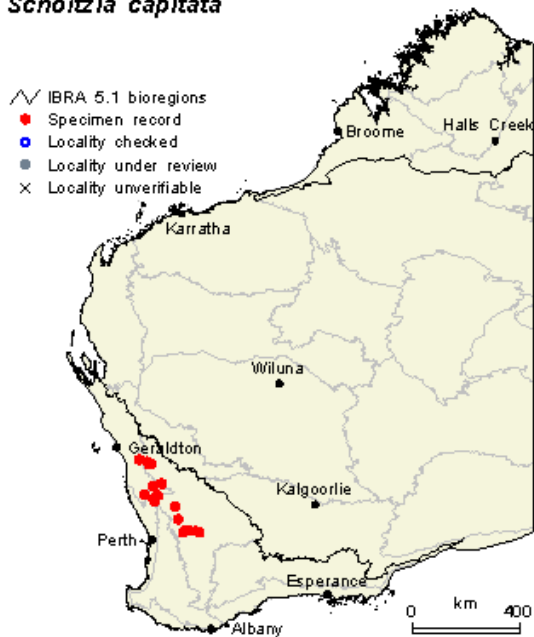 Scholtzia capitata
IBRA 5.1 bioregions
Specimen record
Locality checked
Locality under review
Locality unverifiable
Broome
Halls Creek
Karratha
Wiluna
Geraldton
Kalgoorlie
Perth
Esperance
Albany
km
0 400